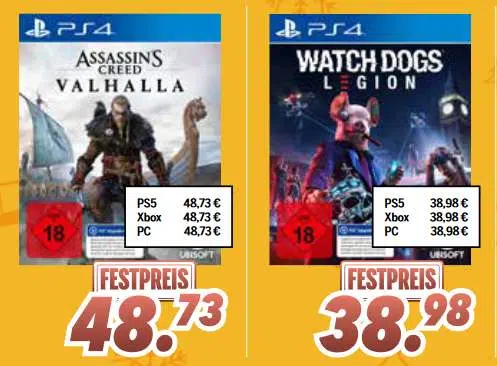 PS4
ASSASSIN'S
CREED
VALHALLA
PS5 48,73 €
Xbox 48,73 €
PC 48,73 €
18
UBISOFT
FESTPREIS
48.73
PS4
WATCH DOGS
LEGION
PS5 38,98 €
Xbox 38,98 €
PC 38,98 €
18
UBISOFT
FESTPREIS
38.98